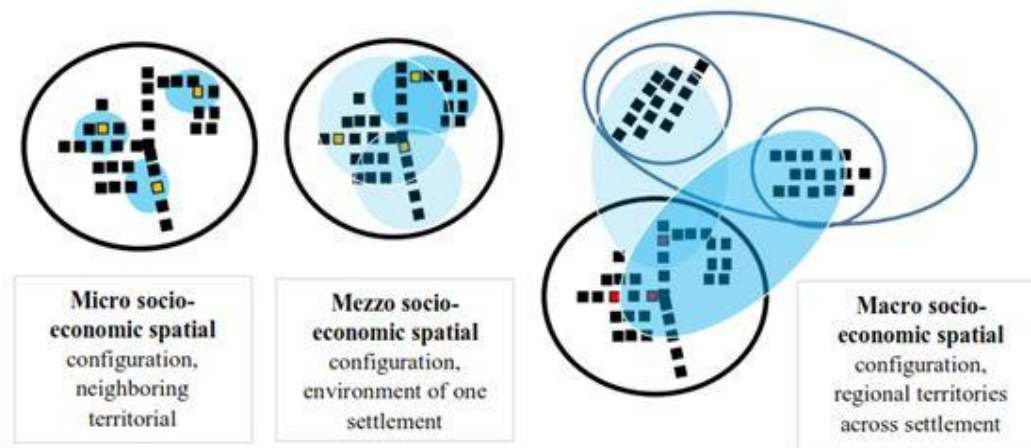 Micro socio-
economic spatial
configuration,
neighboring
territorial
Mezzo socio-
economic spatial
configuration,
environment of one
settlement
Macro socio-
economic spatial
configuration,
regional territories
across settlement